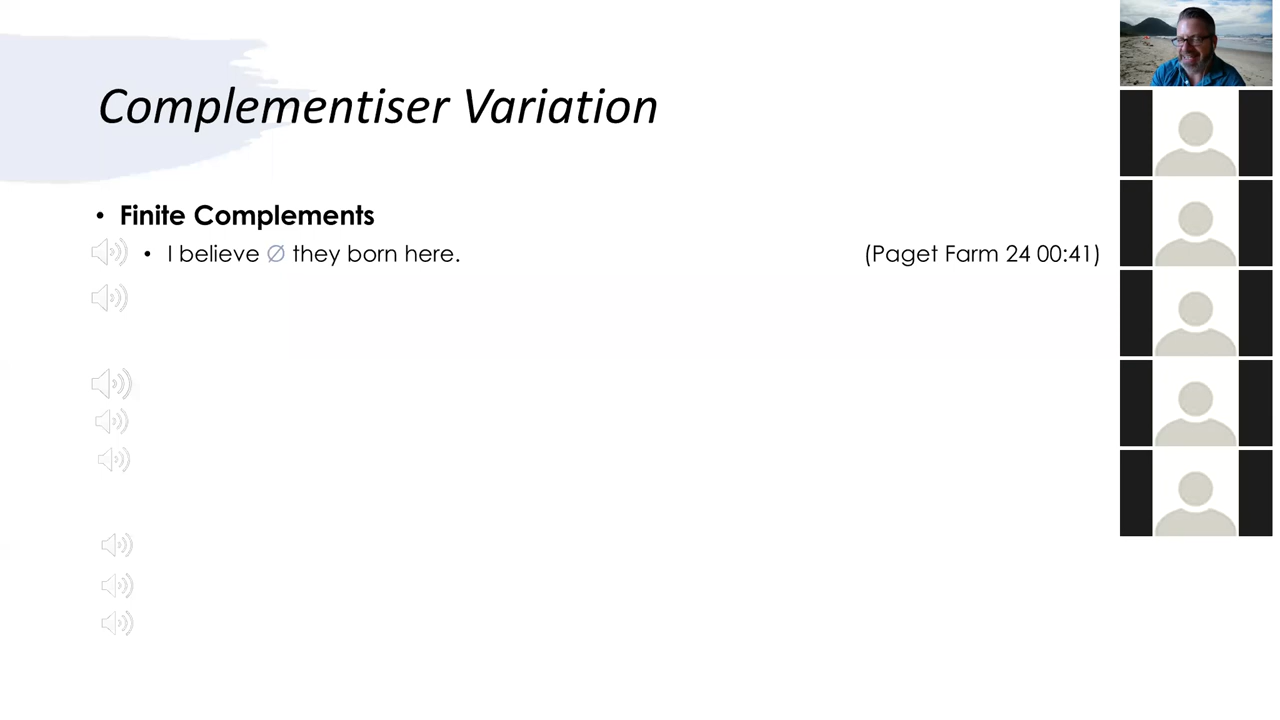 Complementiser Variation
• Finite Complements
• I believe ∅ they born here. (Paget Farm 24 00:41)